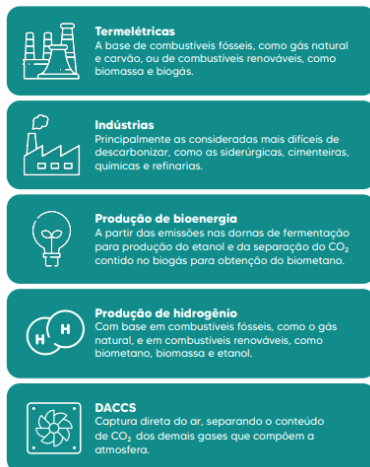 Termelétricas
A base de combustíveis fósseis, como gás natural
e carvão, ou de combustíveis renováveis, como
biomassa e biogás.
Indústrias
Principalmente as consideradas mais difíceis de
descarbonizar, como as siderúrgicas, cimenteiras,
químicas e refinarias.
Produção de bioenergia
A partir das emissões nas dornas de fermentação
para produção do etanol e da separação do CO₂
contido no biogás para obtenção do biometano.
H H
Produção de hidrogênio
Com base em combustíveis fósseis, como o gás
natural, e em combustíveis renováveis, como
biometano, biomassa e etanol.
DACCS
Captura direta do ar, separando o conteúdo
de CO₂ dos demais gases que compõem a
atmosfera.